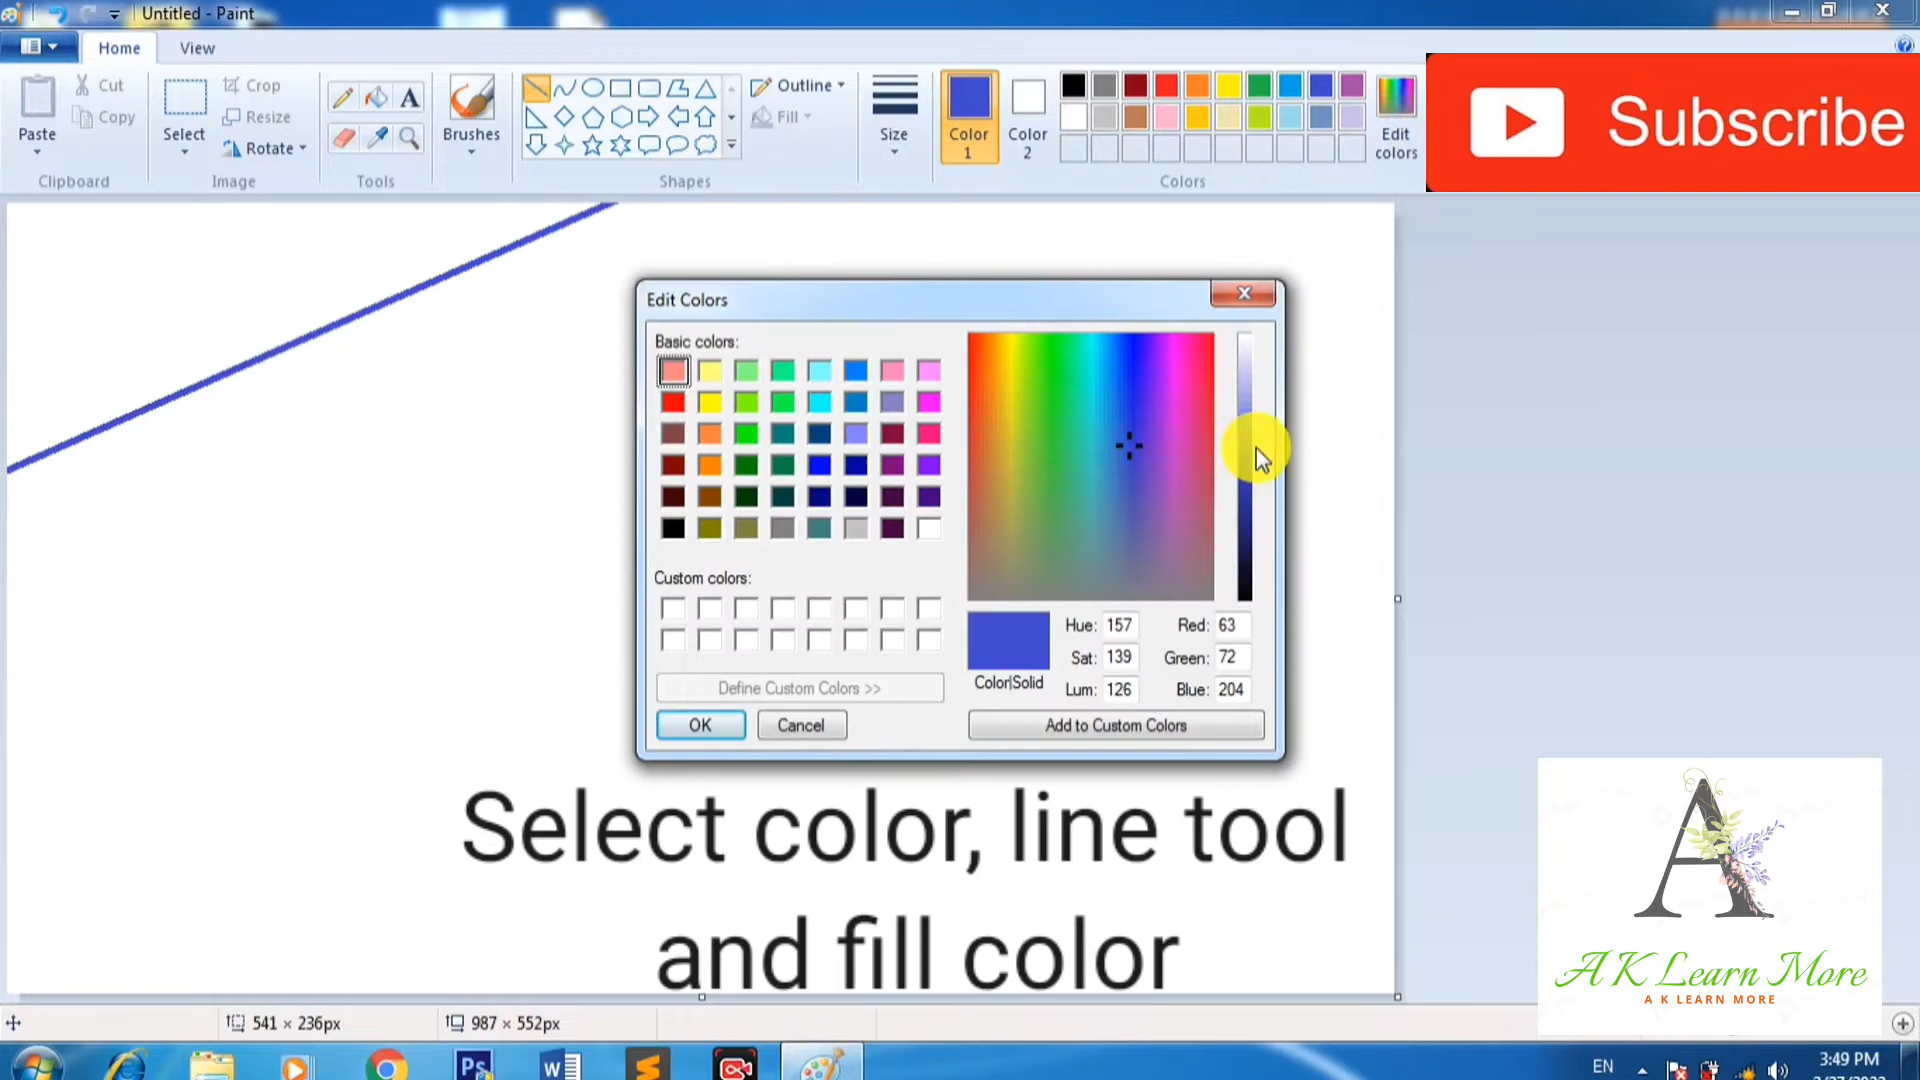 Untitled - Paint
Home View
Paste
Cut
Copy
Clipboard
Select
Crop
Resize
Rotate
Image
Tools
Brushes
Shapes
Outline
Fill
Size
Color 1
Color 2
Edit colors
Colors
Subscribe
Edit Colors
Basic colors:
Custom colors:
Define Custom Colors >>
OK Cancel
Color|Solid
Hue: 157 Red: 63
Sat: 139 Green: 72
Lum: 126 Blue: 204
Add to Custom Colors
Select color, line tool
and fill color
A
A K Learn More
A K LEARN MORE
541 × 236px 987 × 552px
Ps
W
EN
3:49 PM